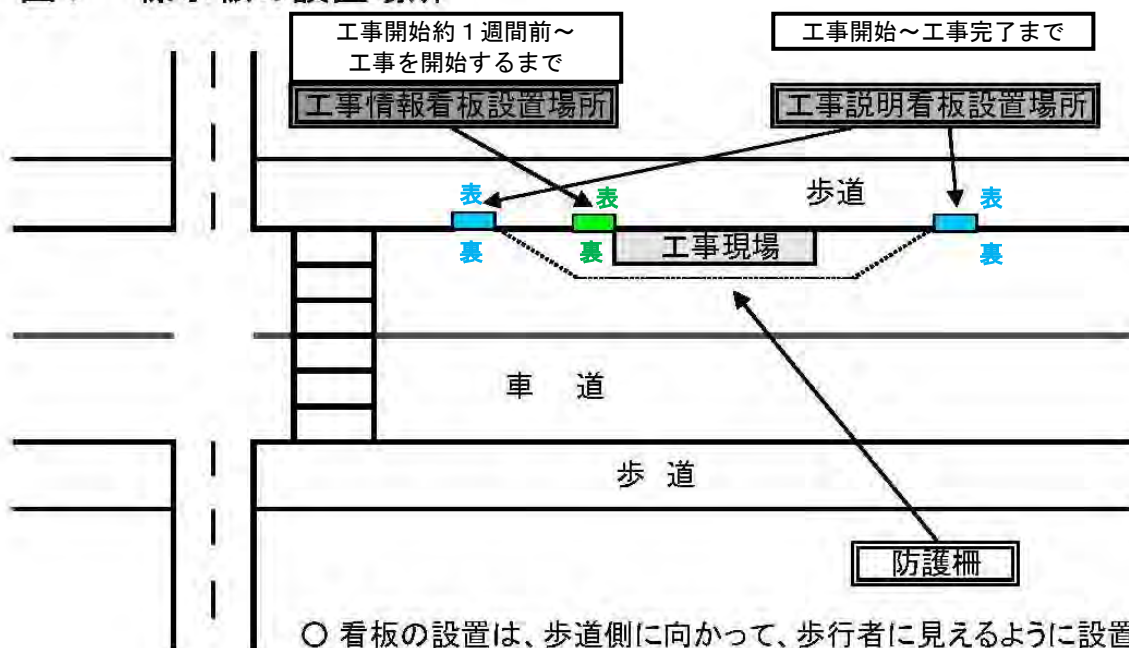 工事開始約１週間前～
工事を開始するまで
工事開始～工事完了まで
工事情報看板設置場所
工事説明看板設置場所
歩道
表
表
表
裏
裏
裏
工事現場
車 道
歩 道
防護柵
○ 看板の設置は、歩道側に向かって、歩行者に見えるように設置